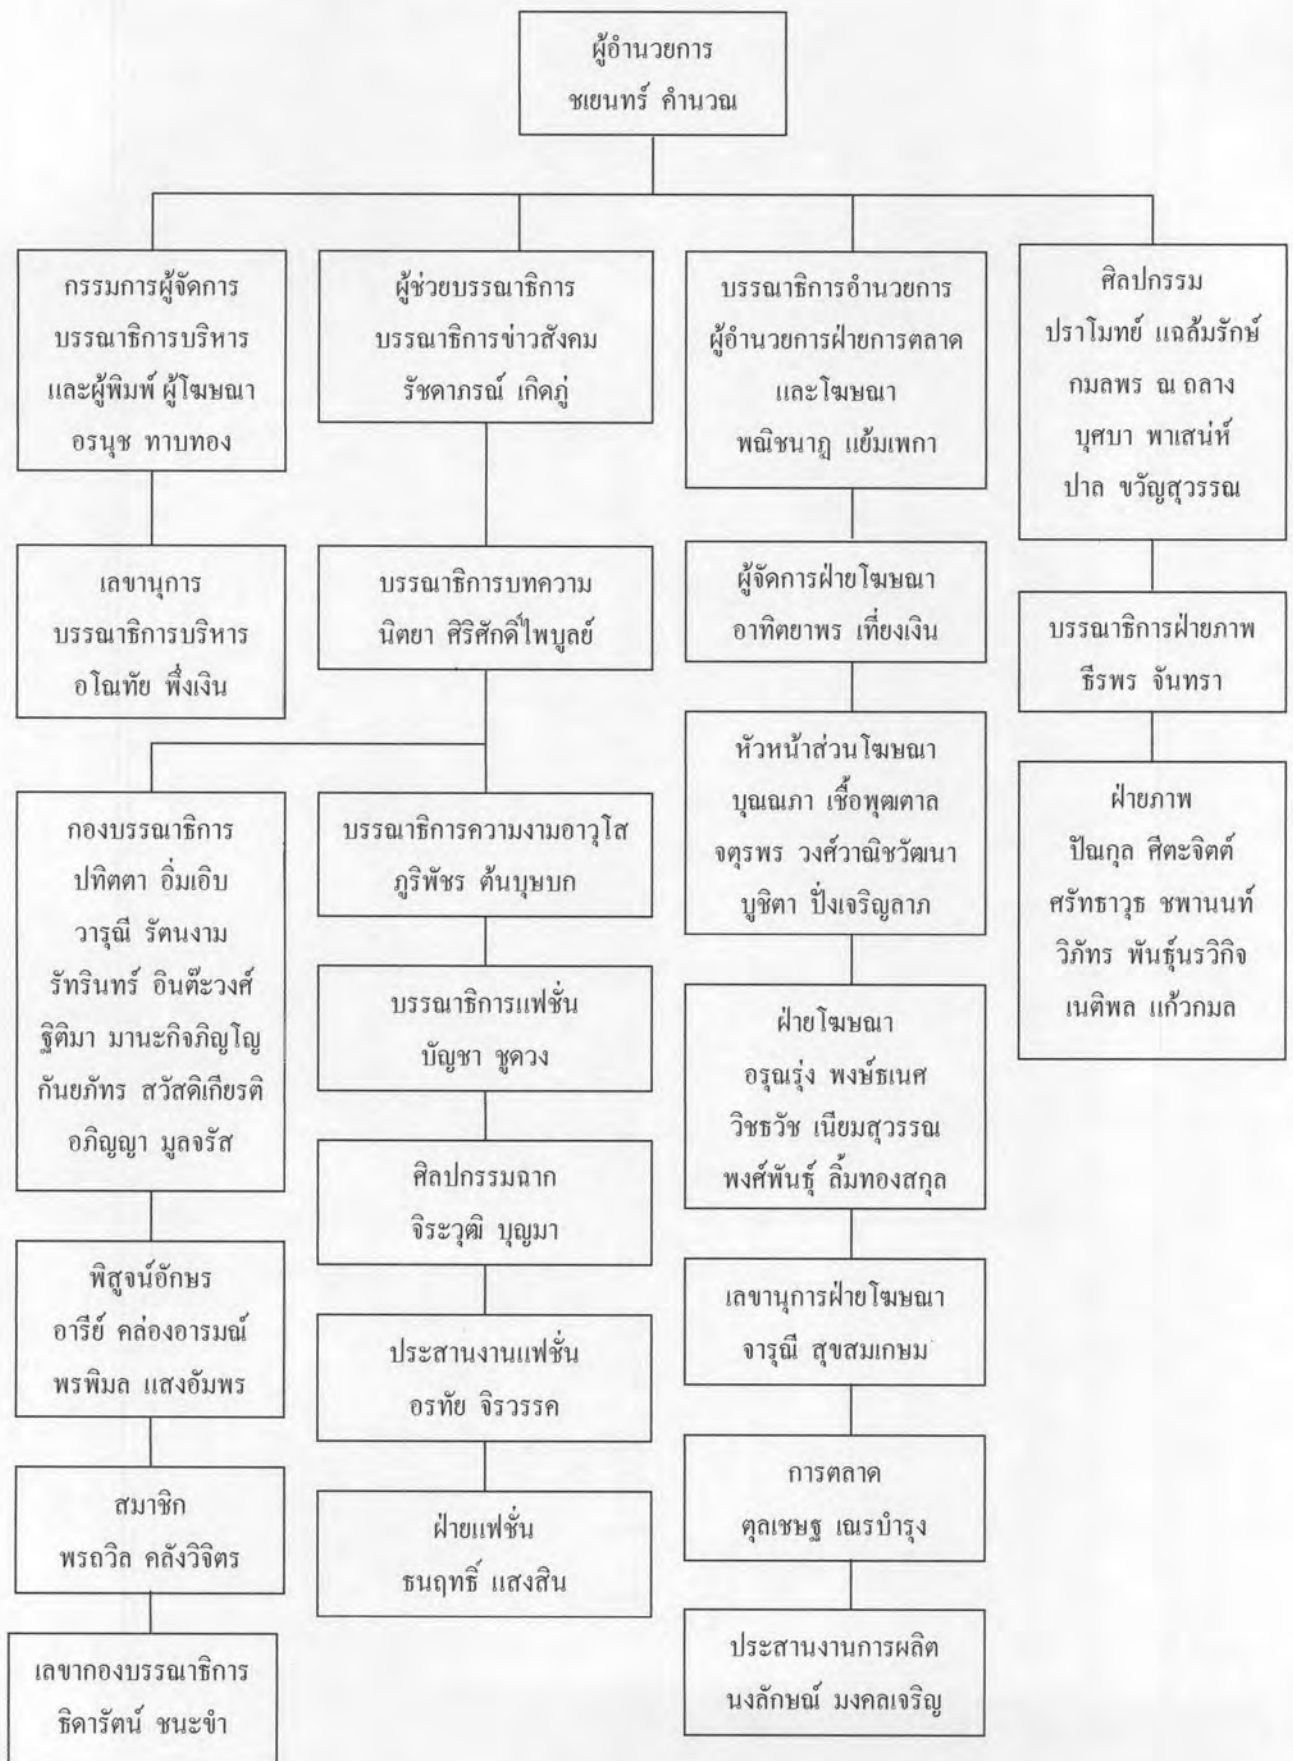 ผู้อำนวยการ
ชเยนทร์ คำนวณ
กรรมการผู้จัดการ
บรรณาธิการบริหาร
และผู้พิมพ์ ผู้โฆษณา
อรนุช ทาบทอง
ผู้ช่วยบรรณาธิการ
บรรณาธิการข่าวสังคม
รัชดาภรณ์ เกิดภู่
บรรณาธิการอำนวยการ
ผู้อำนวยการฝ่ายการตลาด
และโฆษณา
พณิชนาฏ แย้มเพกา
ศิลปกรรม
ปราโมทย์ แฉล้มรักษ์
กมลพร ณ ถลาง
บุศบา พาเสน่ห์
ปาล ขวัญสุวรรณ
เลขานุการ
บรรณาธิการบริหาร
อโณทัย พึ่งเงิน
บรรณาธิการบทความ
นิตยา ศิริศักดิ์ไพบูลย์
ผู้จัดการฝ่ายโฆษณา
อาทิตยาพร เที่ยงเงิน
บรรณาธิการฝ่ายภาพ
ธีรพร จันทรา
หัวหน้าส่วนโฆษณา
บุณณภา เชื้อพุฒตาล
จตุรพร วงศ์วาณิชวัฒนา
บูชิตา ปั่งเจริญลาภ
ฝ่ายภาพ
ปัณกุล ศีตะจิตต์
ศรัทธาวุธ ชพานนท์
วิภัทร พันธุ์นรวิกิจ
เนติพล แก้วกมล
กองบรรณาธิการ
ปทิตตา อิ่มเอิบ
วารุณี รัตนงาม
รัทรินทร์ อินต๊ะวงศ์
ฐิติมา มานะกิจภิญโญ
กันยภัทร สวัสดิเกียรติ
อภิญญา มูลจรัส
บรรณาธิการความงามอาวุโส
ภูริพัชร ต้นบุษบก
บรรณาธิการแฟชั่น
บัญชา ชูดวง
ฝ่ายโฆษณา
อรุณรุ่ง พงษ์ธเนศ
วิชธวัช เนียมสุวรรณ
พงศ์พันธุ์ ลิ้มทองสกุล
ศิลปกรรมฉาก
จิระวุฒิ บุญมา
พิสูจน์อักษร
อารีย์ คล่องอารมณ์
พรพิมล แสงอัมพร
เลขานุการฝ่ายโฆษณา
จารุณี สุขสมเกษม
ประสานงานแฟชั่น
อรทัย จิรวรรค
การตลาด
ตุลเชษฐ เณรบำรุง
สมาชิก
พรถวิล คลังวิจิตร
ฝ่ายแฟชั่น
ธนฤทธิ์ แสงสิน
เลขากองบรรณาธิการ
ธิดารัตน์ ชนะขำ
ประสานงานการผลิต
นงลักษณ์ มงคลเจริญ